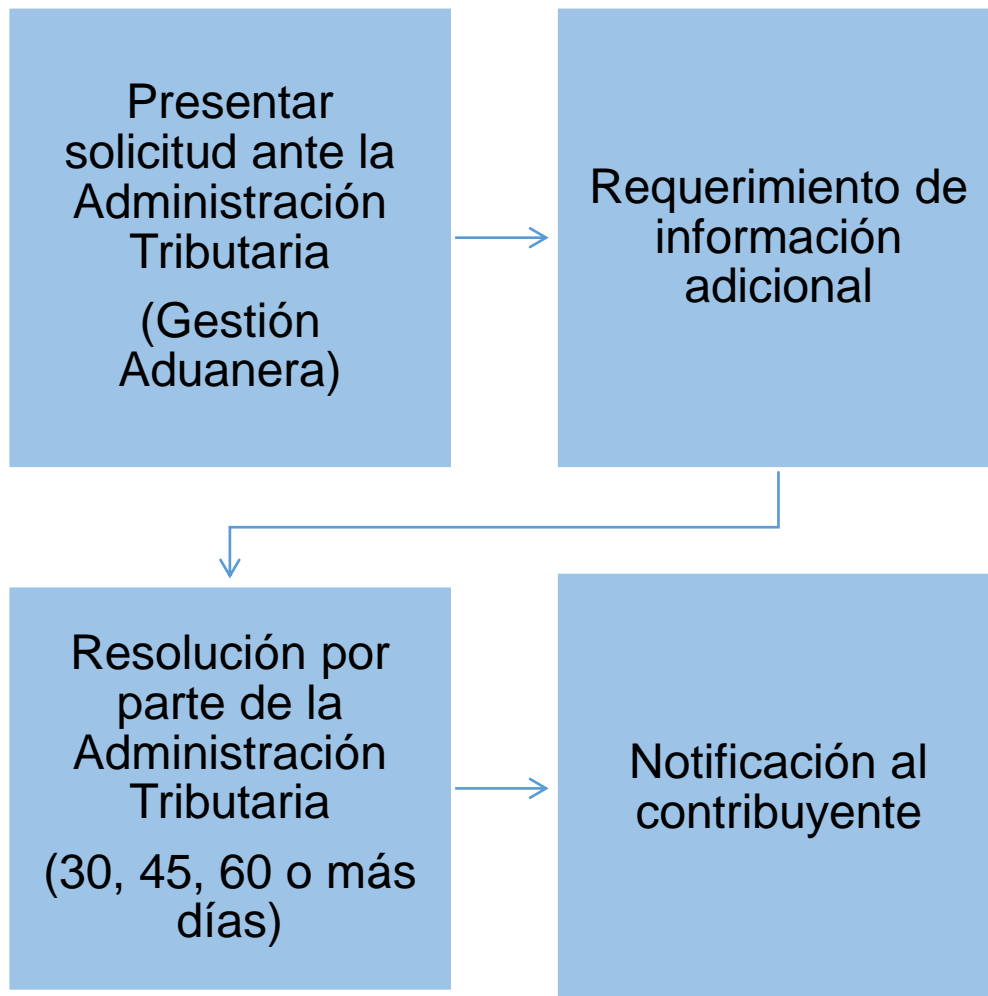 Presentar
solicitud ante la
Administración
Tributaria
(Gestión
Aduanera)
Requerimiento de
información
adicional
Resolución por
parte de la
Administración
Tributaria
(30, 45, 60 o más
días)
Notificación al
contribuyente